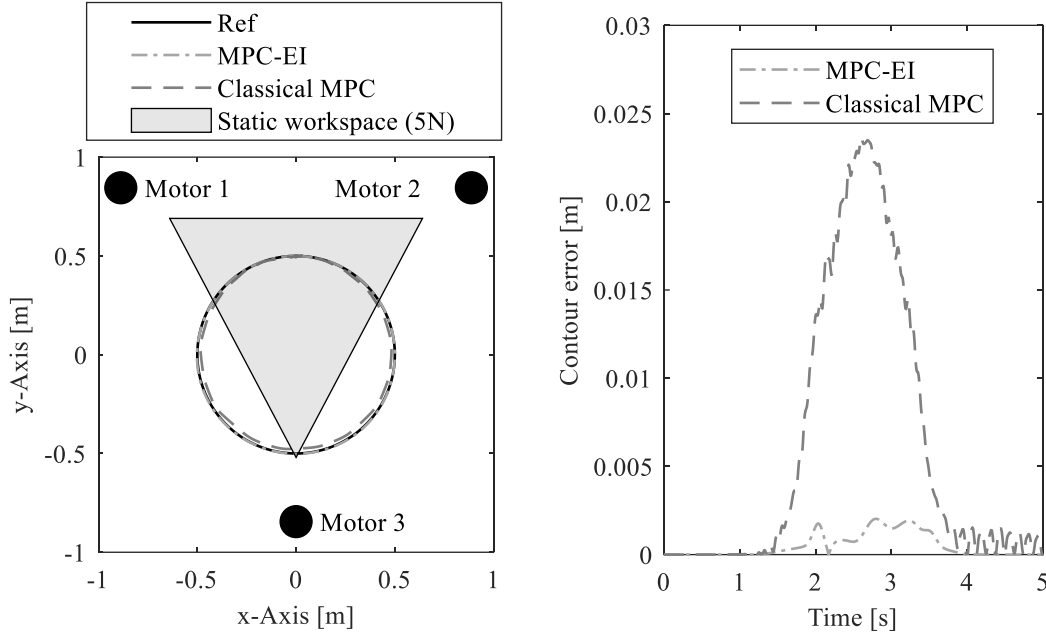 Ref
MPC-EI
Classical MPC
Static workspace (5N)
1
0.5
0
-0.5
-1
y-Axis [m]
Motor 1
Motor 2
Motor 3
-1 -0.5 0 0.5 1
x-Axis [m]
0.03
0.025
0.02
0.015
0.01
0.005
0
Contour error [m]
MPC-EI
Classical MPC
0 1 2 3 4 5
Time [s]